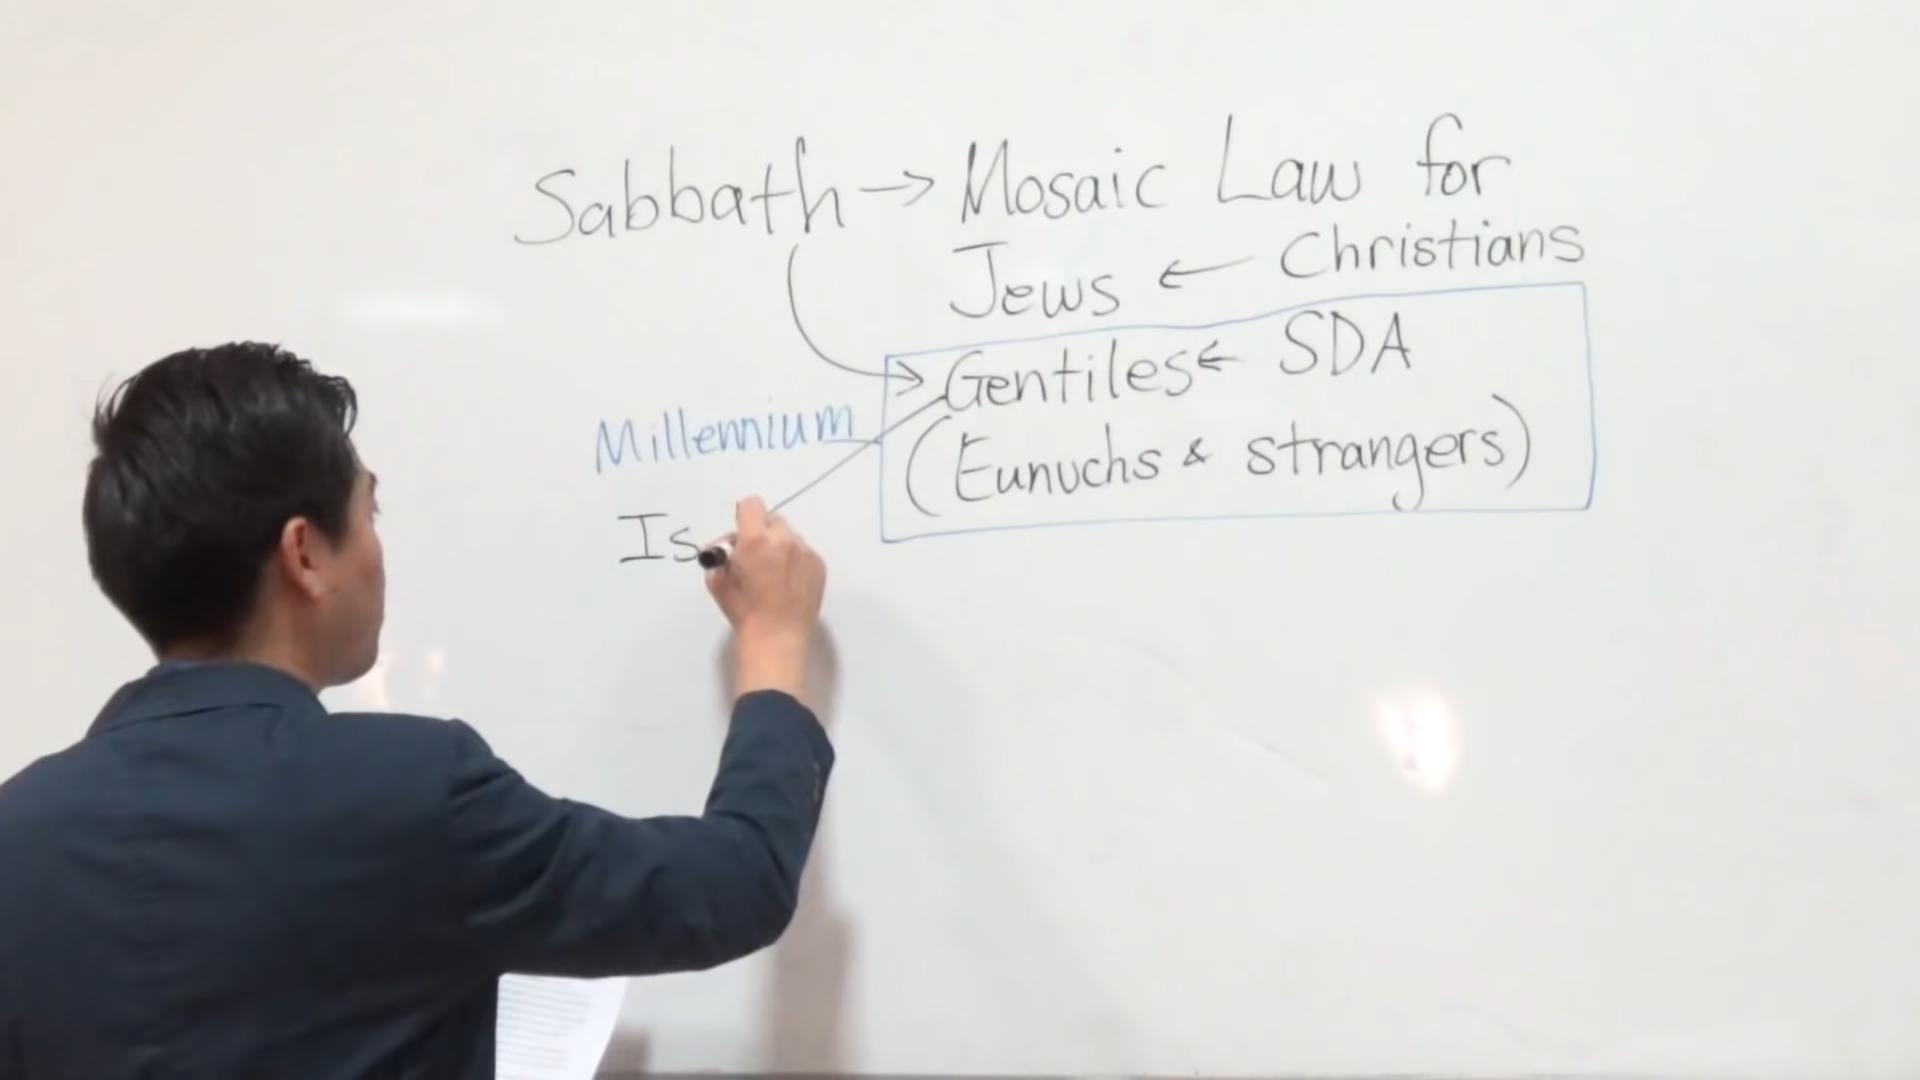 Sabbath → Mosaic Law for
Jews ← Christians
Gentiles ← SDA
Millennium
(Eunuchs & strangers)
Is